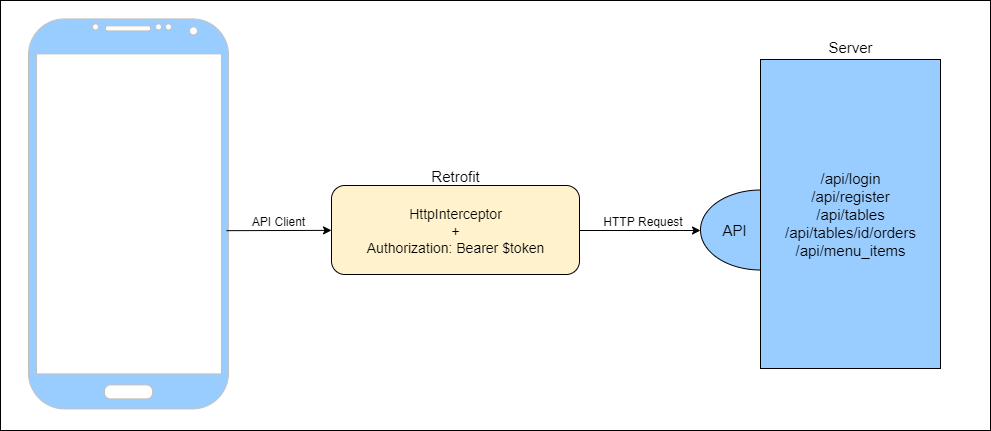 Server
Retrofit
/api/login
/api/register
/api/tables
/api/tables/id/orders
/api/menu_items
API Client
HttpInterceptor
+
Authorization: Bearer $token
HTTP Request
API